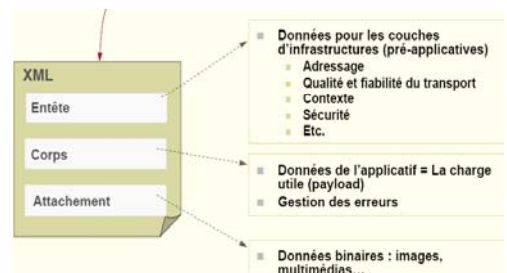 XML
Entête
Corps
Attachement
Données pour les couches
d'infrastructures (pré-applicatives)
Adressage
Qualité et fiabilité du transport
Contexte
Sécurité
Etc.
Données de l'applicatif = La charge
utile (payload)
Gestion des erreurs
Données binaires : images,
multimédias...